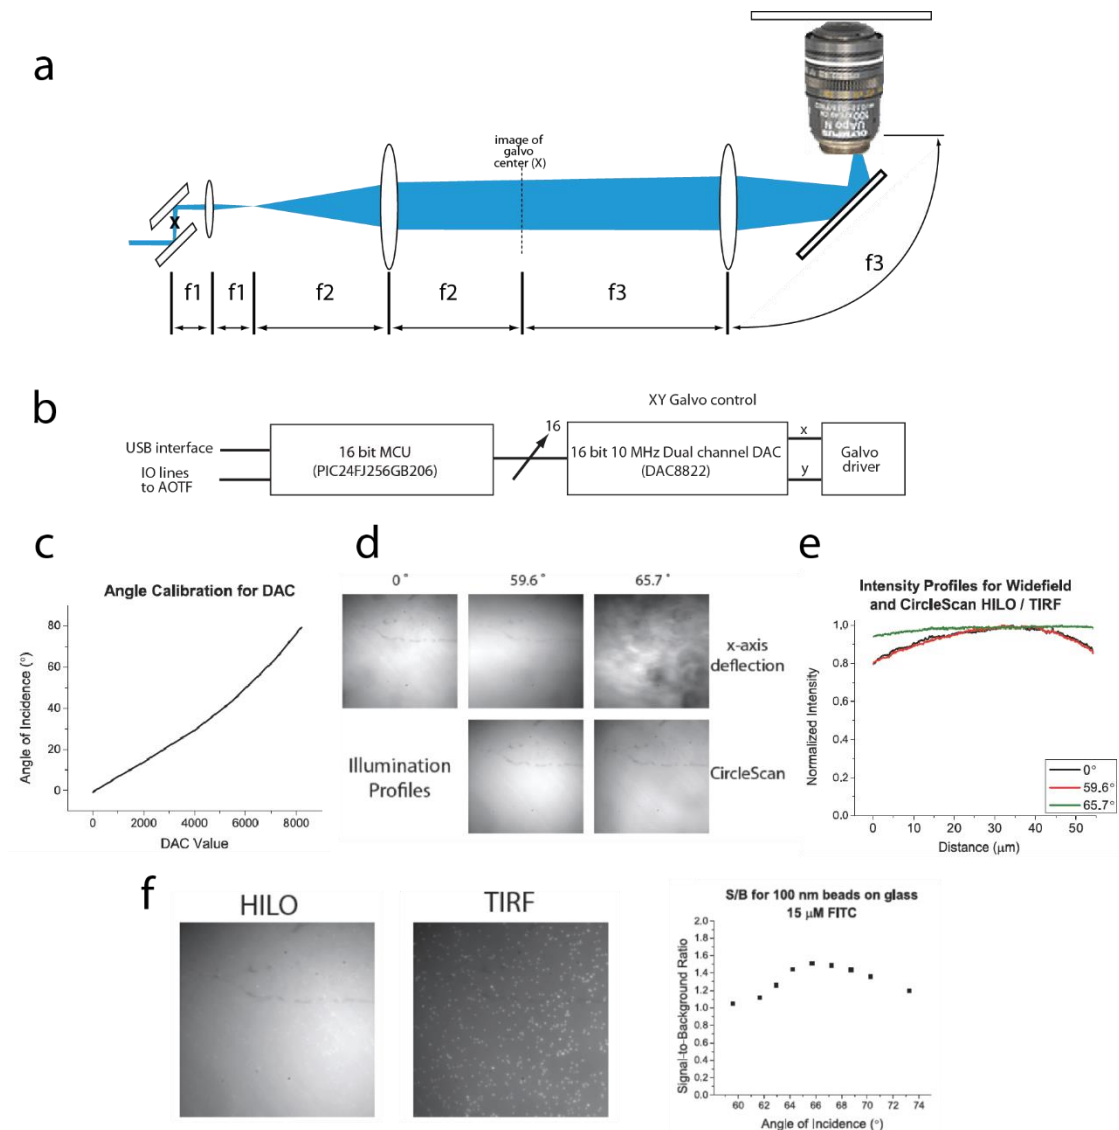 a
image of
galvo
center (X)
X
OLYMPUS
UApo N
f1
f1
f2
f2
f3
f3
b
XY Galvo control
USB interface
IO lines
to AOTF
16 bit MCU
(PIC24FJ256GB206)
16
16 bit 10 MHz Dual channel DAC
(DAC8822)
x
y
Galvo
driver
c
Angle Calibration for DAC
Angle of Incidence (°)
80
60
40
20
0
0 2000 4000 6000 8000
DAC Value
d
0° 59.6° 65.7°
x-axis
deflection
Illumination
Profiles
CircleScan
e
Intensity Profiles for Widefield
and CircleScan HILO / TIRF
Normalized Intensity
1,0
0.8
0.6
0.4
0.2
0.0
0 10 20 30 40 50
Distance (μm)
0°
59.6°
65.7°
f
HILO
TIRF
S/B for 100 nm beads on glass
15 μM FITC
Signal-to-Background Ratio
2.0
1.8
1.6
1.4
1.2
1.0
0.8
0.6
0.4
0.2
0.0
60 62 64 66 68 70 72 74
Angle of Incidence (°)